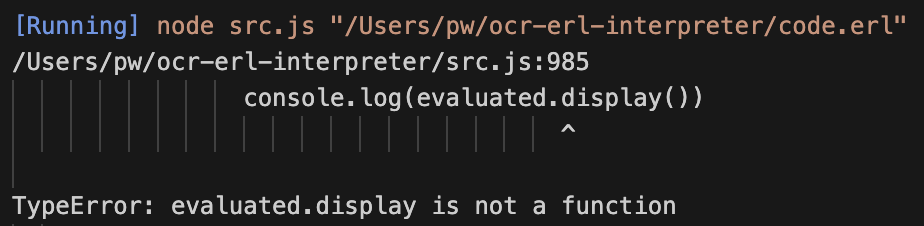 [Running] node src.js "/Users/pw/ocr-erl-interpreter/code.erl"
/Users/pw/ocr-erl-interpreter/src.js:985
console.log(evaluated.display())
^
TypeError: evaluated.display is not a function